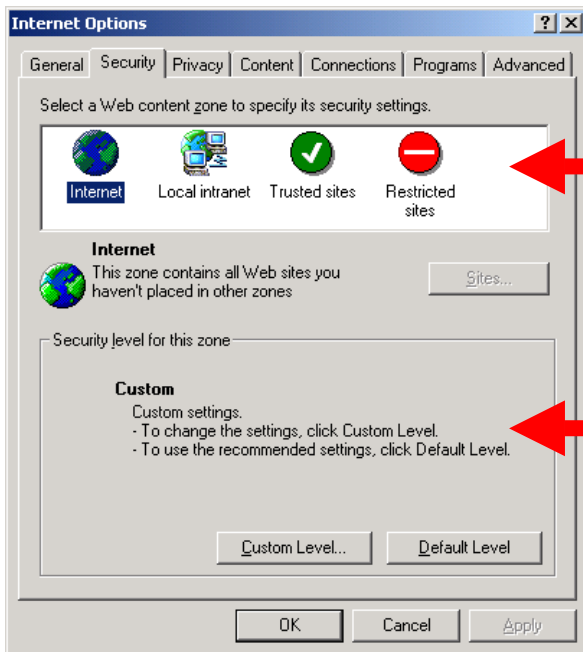 Internet Options ? X
General Security Privacy Content Connections Programs Advanced
Select a Web content zone to specify its security settings.
Internet Local intranet Trusted sites Restricted
sites
Internet
This zone contains all Web sites you
haven't placed in other zones
Sites...
Security level for this zone
Custom
Custom settings.
- To change the settings, click Custom Level.
- To use the recommended settings, click Default Level.
Custom Level... Default Level
OK Cancel Apply